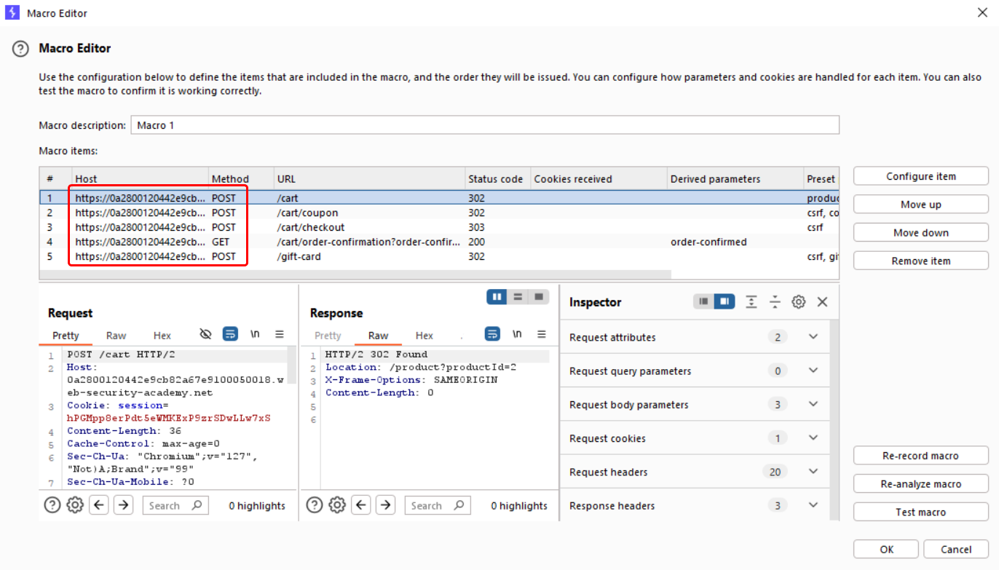 Macro Editor
Macro Editor
Use the configuration below to define the items that are included in the macro, and the order they will be issued. You can configure how parameters and cookies are handled for each item. You can also
test the macro to confirm it is working correctly.
Macro description: Macro 1
Macro items:
# Host Method URL Status code Cookies received Derived parameters Preset
1 https://0a2800120442e9cb... POST /cart 302 produc
2 https://0a2800120442e9cb... POST /cart/coupon 302 csrf, co
3 https://0a2800120442e9cb... POST /cart/checkout 303 csrf
4 https://0a2800120442e9cb... GET /cart/order-confirmation?order-confir... 200 order-confirmed
5 https://0a2800120442e9cb... POST /gift-card 302 csrf, gi
Configure item
Move up
Move down
Remove item
Request
Pretty Raw Hex \n
1 POST /cart HTTP/2
2 Host:
0a2800120442e9cb82a67e9100050018.w
eb-security-academy.net
3 Cookie: session=
hPGMpp8erPdt5eWMKExP9zrSDwLLw7xS
4 Content-Length: 36
5 Cache-Control: max-age=0
6 Sec-Ch-Ua: "Chromium";v="127",
"Not)A;Brand";v="99"
7 Sec-Ch-Ua-Mobile: ?0
Search 0 highlights
Response
Pretty Raw Hex \n
1 HTTP/2 302 Found
2 Location: /product?productId=2
3 X-Frame-Options: SAMEORIGIN
4 Content-Length: 0
5
6
Search 0 highlights
Inspector
Request attributes 2
Request query parameters 0
Request body parameters 3
Request cookies 1
Request headers 20
Response headers 3
Re-record macro
Re-analyze macro
Test macro
OK Cancel